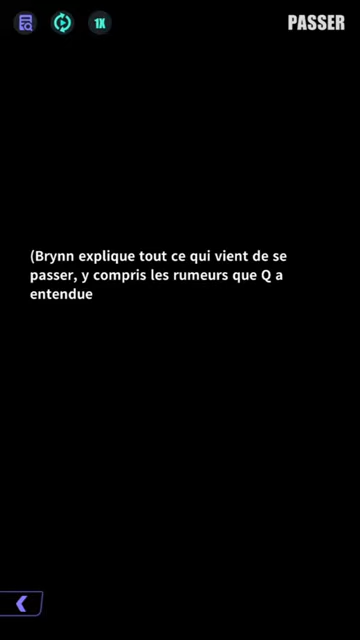 1X
PASSER
(Brynn explique tout ce qui vient de se
passer, y compris les rumeurs que Q a
entendue